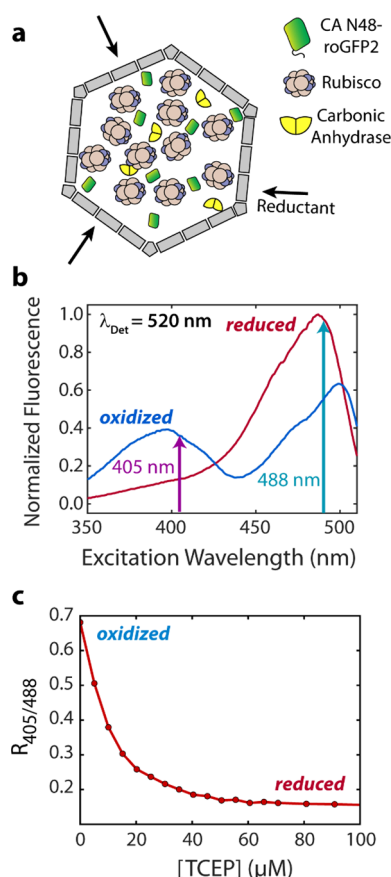 a
CA N48-
roGFP2
Rubisco
Carbonic
Anhydrase
Reductant
b
λDet = 520 nm
reduced
oxidized
405 nm
488 nm
Normalized Fluorescence
1.0
0.8
0.6
0.4
0.2
0.0
350
400
450
500
Excitation Wavelength (nm)
c
oxidized
reduced
R405/488
0.7
0.6
0.5
0.4
0.3
0.2
0
20
40
60
80
100
[TCEP] (µM)